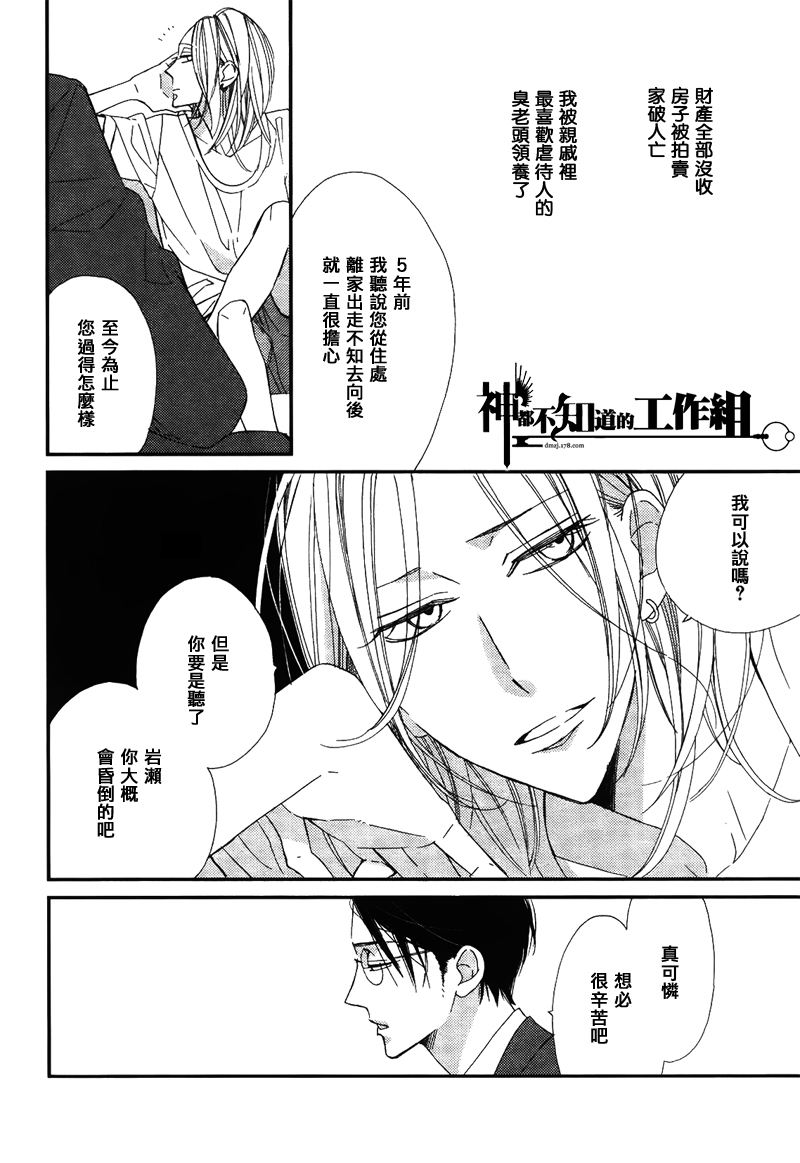 財產全部沒收
房子被拍賣
家破人亡
我被親戚裡
最喜歡虐待人的
臭老頭領養了
5年前
我聽說您從住處
離家出走不知去向後
就一直很擔心
至今為止
您過得怎麼樣
神都不知道的工作組
dmzj.178.com
我可以說嗎？
但是
你要是聽了
岩瀨
你大概
會昏倒的吧
真可憐
想必
很辛苦吧